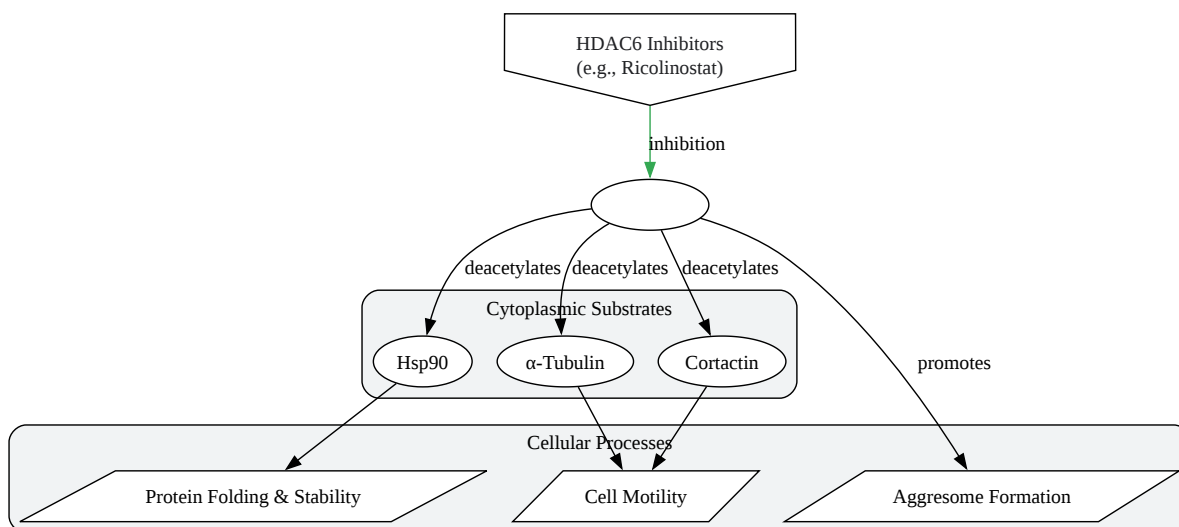 HDAC6 Inhibitors
(e.g., Ricolinostat)
inhibition
deacetylates
deacetylates
deacetylates
Cytoplasmic Substrates
Hsp90
α-Tubulin
Cortactin
promotes
Cellular Processes
Protein Folding & Stability
Cell Motility
Aggresome Formation